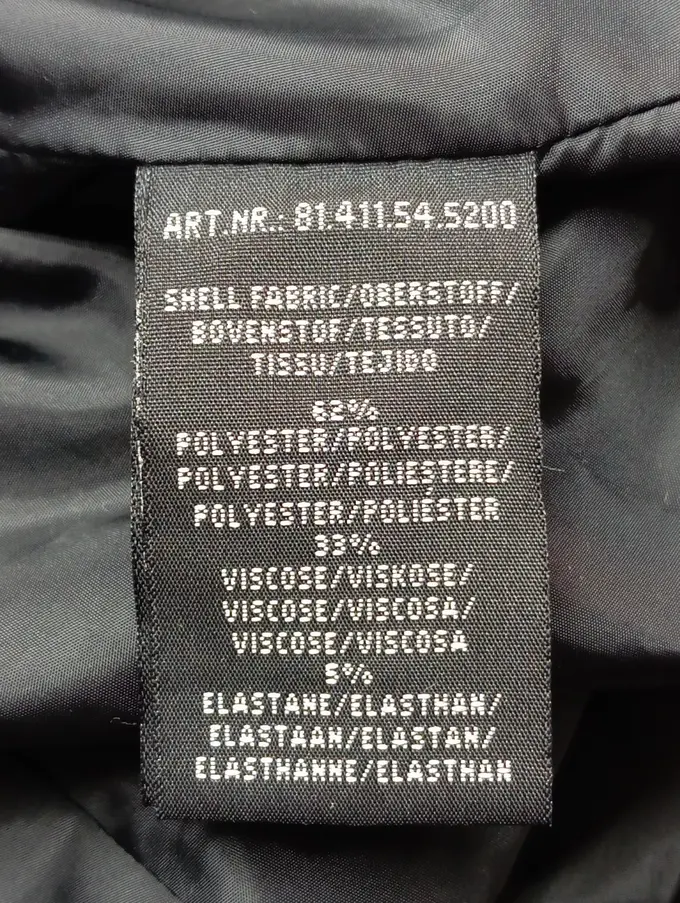 ART.NR.: 81.411.54.5200
SHELL FABRIC/OBERSTOFF/
BOVENSTOF/TESSUTO/
TISSU/TEJIDO
62%
POLYESTER/POLYESTER/
POLYESTER/POLIESTERE/
POLYESTER/POLIÉSTER
33%
VISCOSE/VISKOSE/
VISCOSE/VISCOSA/
VISCOSE/VISCOSA
5%
ELASTANE/ELASTHAN/
ELASTAAN/ELASTAN/
ELASTHANNE/ELASTHAN